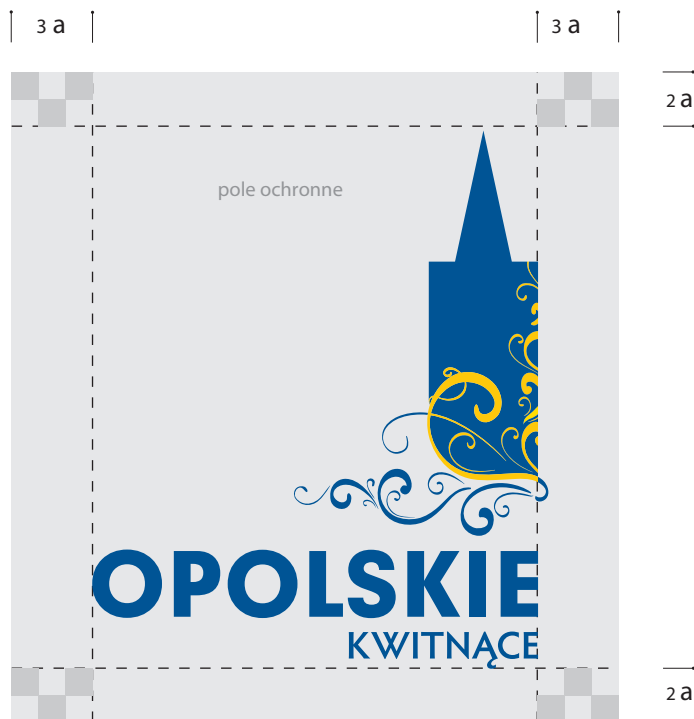 3 a 3 a
2 a
pole ochronne
OPOLSKIE
KWITNĄCE
2 a